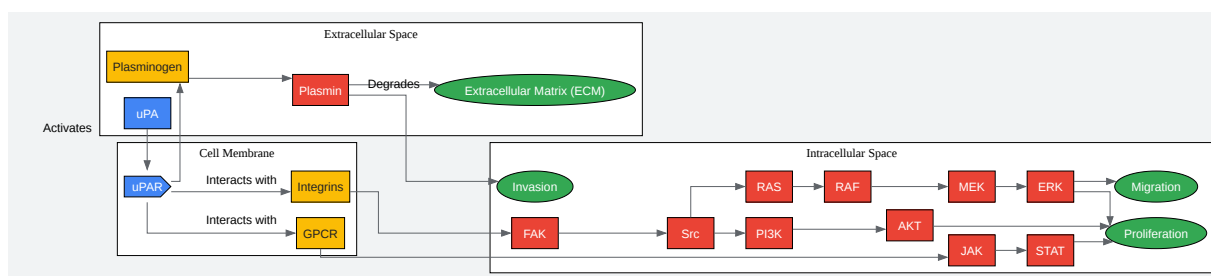 Extracellular Space
Plasminogen
Plasmin
Degrades
Extracellular Matrix (ECM)
uPA
Activates
Cell Membrane
uPAR
Interacts with
Integrins
Interacts with
GPCR
Intracellular Space
Invasion
RAS
RAF
MEK
ERK
Migration
FAK
Src
PI3K
AKT
Proliferation
JAK
STAT